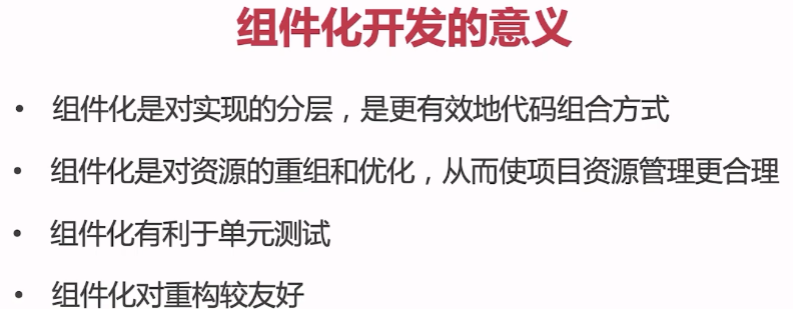 组件化开发的意义
• 组件化是对实现的分层，是更有效地代码组合方式
• 组件化是对资源的重组和优化，从而使项目资源管理更合理
• 组件化有利于单元测试
• 组件化对重构较友好